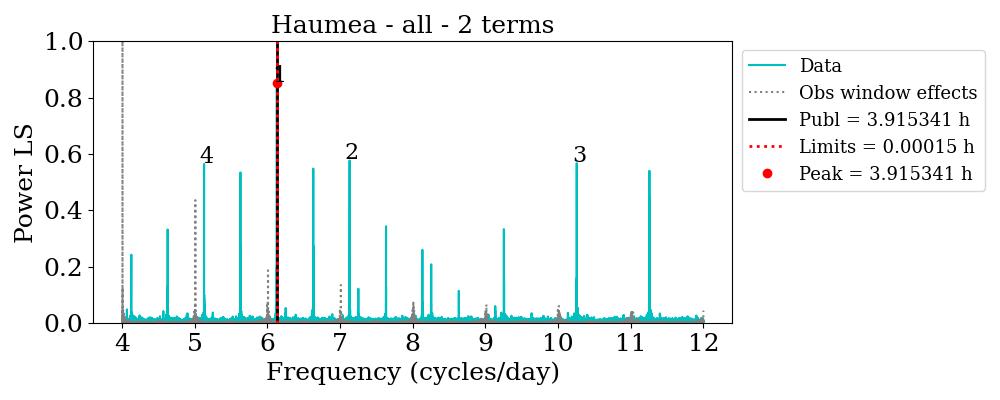 Haumea - all - 2 terms
Power LS
1.0
0.8
0.6
0.4
0.2
0.0
1
2
3
4
4 5 6 7 8 9 10 11 12
Frequency (cycles/day)
Data
Obs window effects
Publ = 3.915341 h
Limits = 0.00015 h
Peak = 3.915341 h